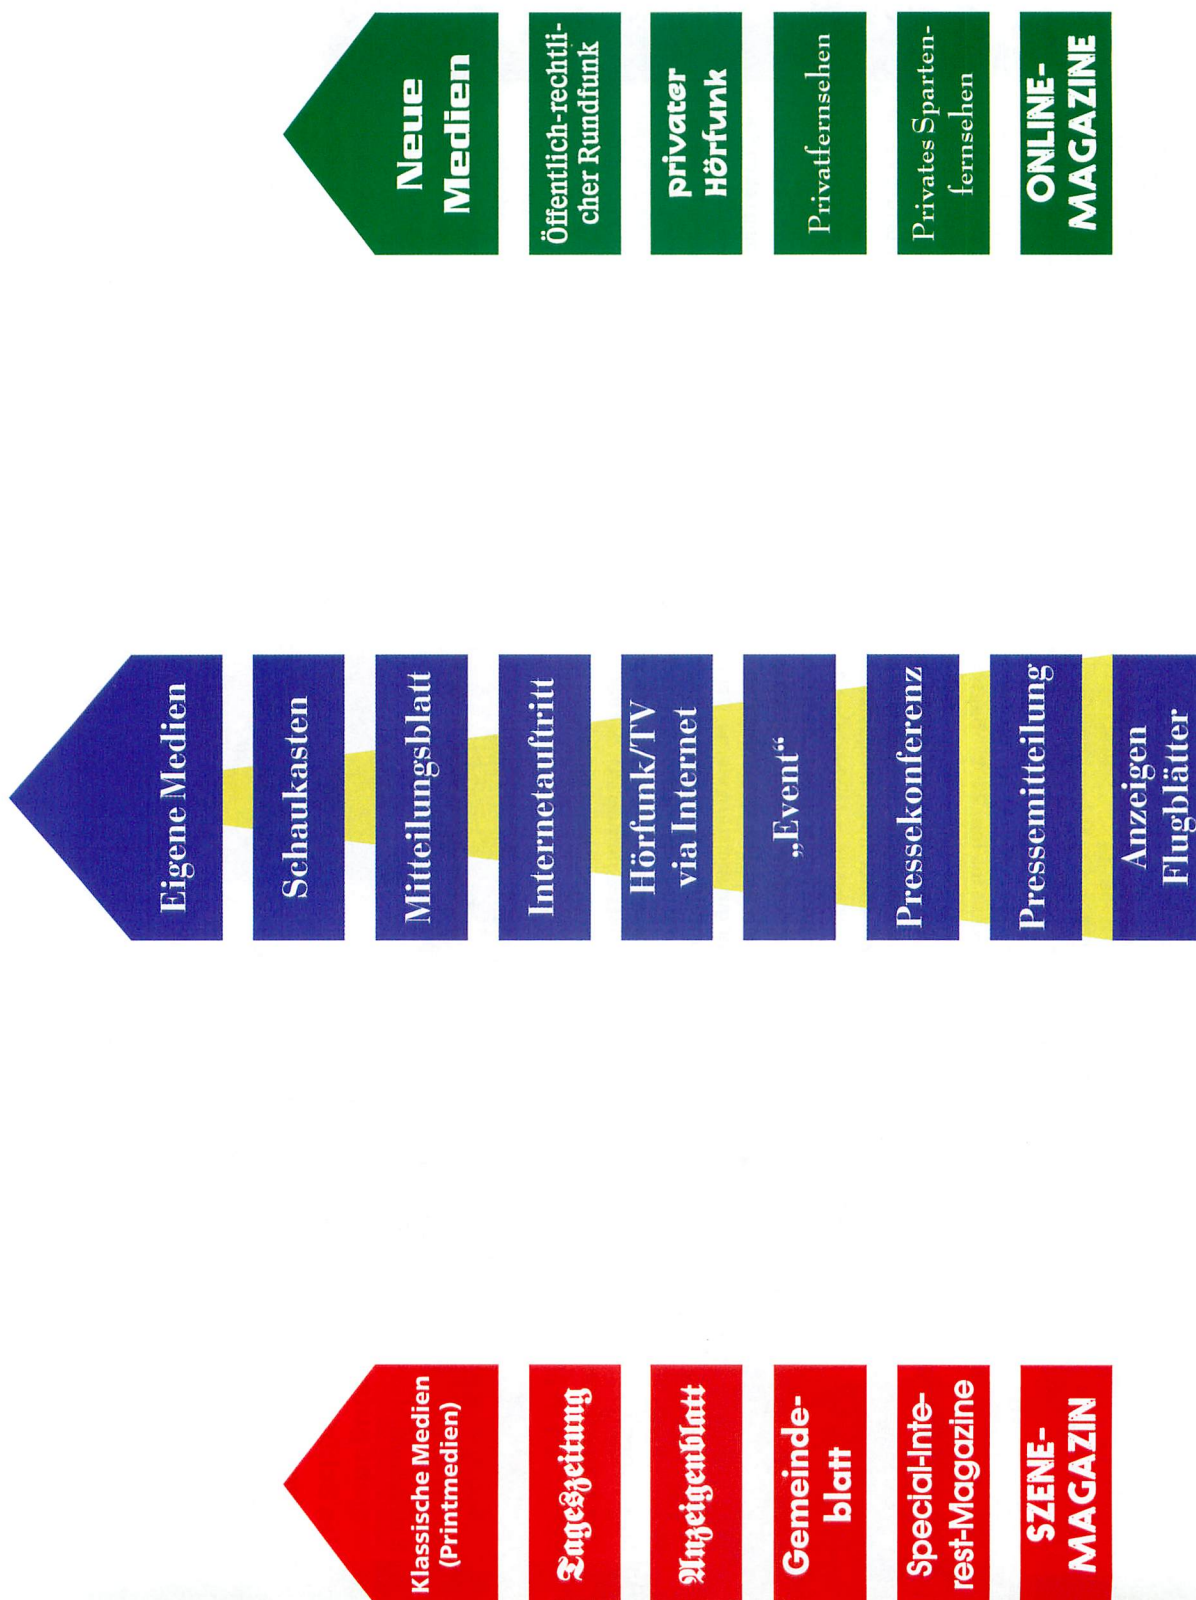 Klassische Medien
(Printmedien)
Tageszeitung
Anzeigenblatt
Gemeinde-
blatt
Special-Inte-
rest-Magazine
SZENE-
MAGAZIN
Eigene Medien
Schaukasten
Mitteilungsblatt
Internetauftritt
Hörfunk/TV
via Internet
„Event“
Pressekonferenz
Pressemitteilung
Anzeigen
Flugblätter
Neue
Medien
Öffentlich-rechtli-
cher Rundfunk
privater
Hörfunk
Privatfernsehen
Privates Sparten-
fernsehen
ONLINE-
MAGAZINE